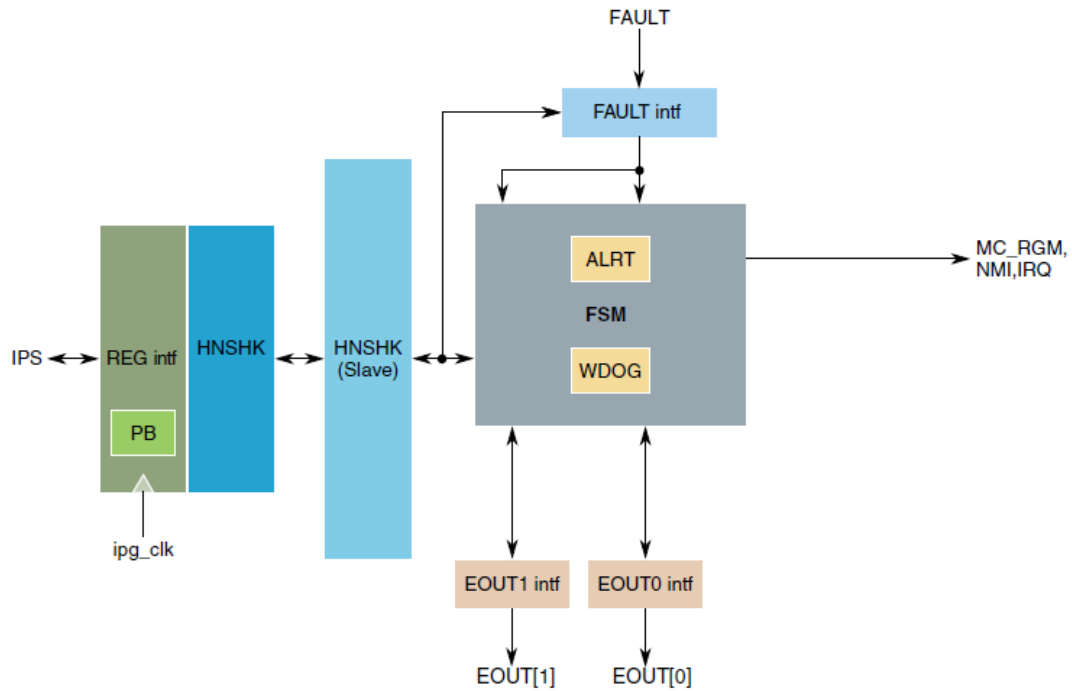 FAULT
FAULT intf
ALRT
MC_RGM,
NMI,IRQ
FSM
HNSHK
HNSHK
(Slave)
IPS
REG intf
WDOG
PB
ipg_clk
EOUT1 intf
EOUT0 intf
EOUT[1]
EOUT[0]